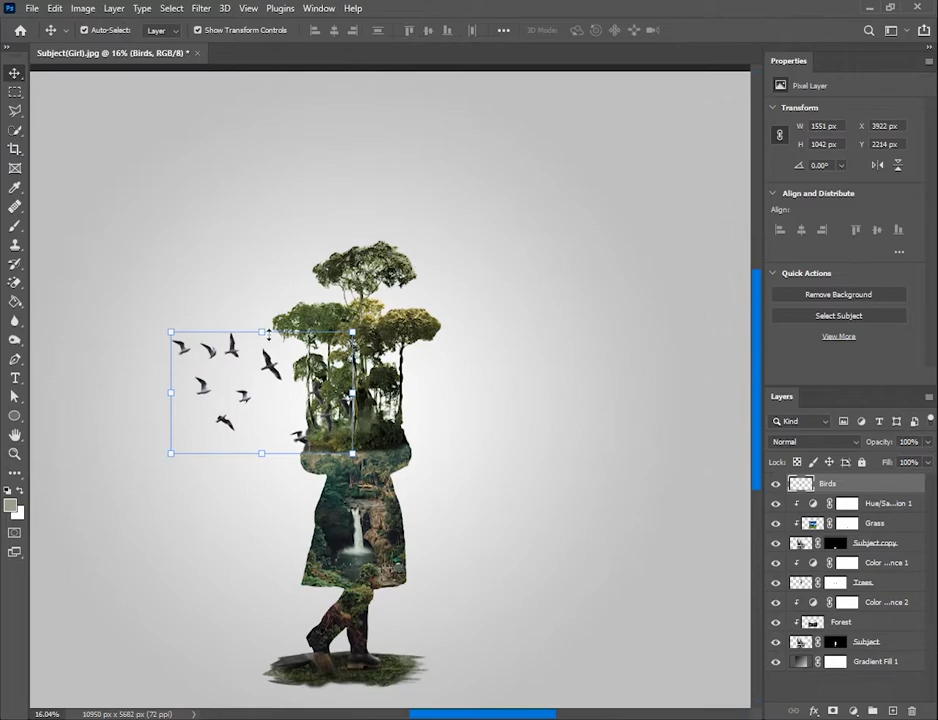 Ps File Edit Image Layer Type Select Filter 3D View Plugins Window Help
Auto-Select: Layer Show Transform Controls 3D Mode:
Subject(Girl).jpg @ 16% (Birds, RGB/8) *
Properties
Pixel Layer
Transform
W 1551 px X 3922 px
H 1042 px Y 2214 px
0.00°
Align and Distribute
Align:
Quick Actions
Remove Background
Select Subject
View More
Layers
Kind
Normal Opacity: 100%
Lock: Fill: 100%
Birds
Hue/Sa...ion 1
Grass
Subject copy
Color ...nce 1
Trees
Color ...nce 2
Forest
Subject
Gradient Fill 1
16.04% 10950 px x 5682 px (72 ppi)